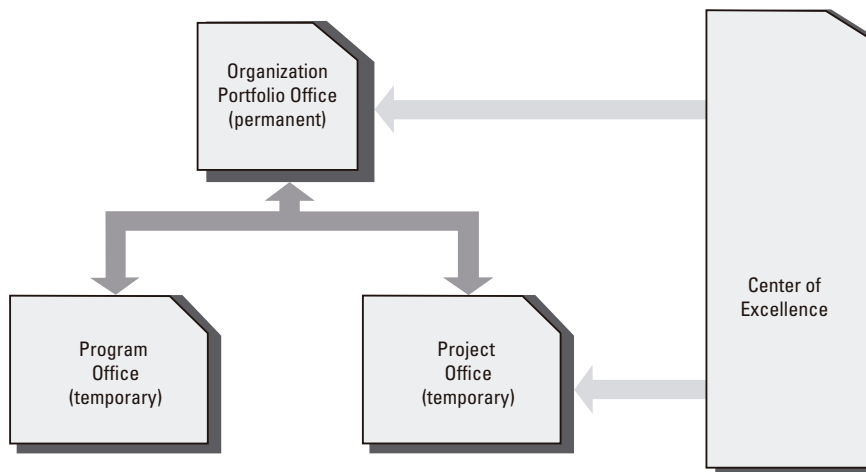 Organization
Portfolio Office
(permanent)
Program
Office
(temporary)
Project
Office
(temporary)
Center of
Excellence